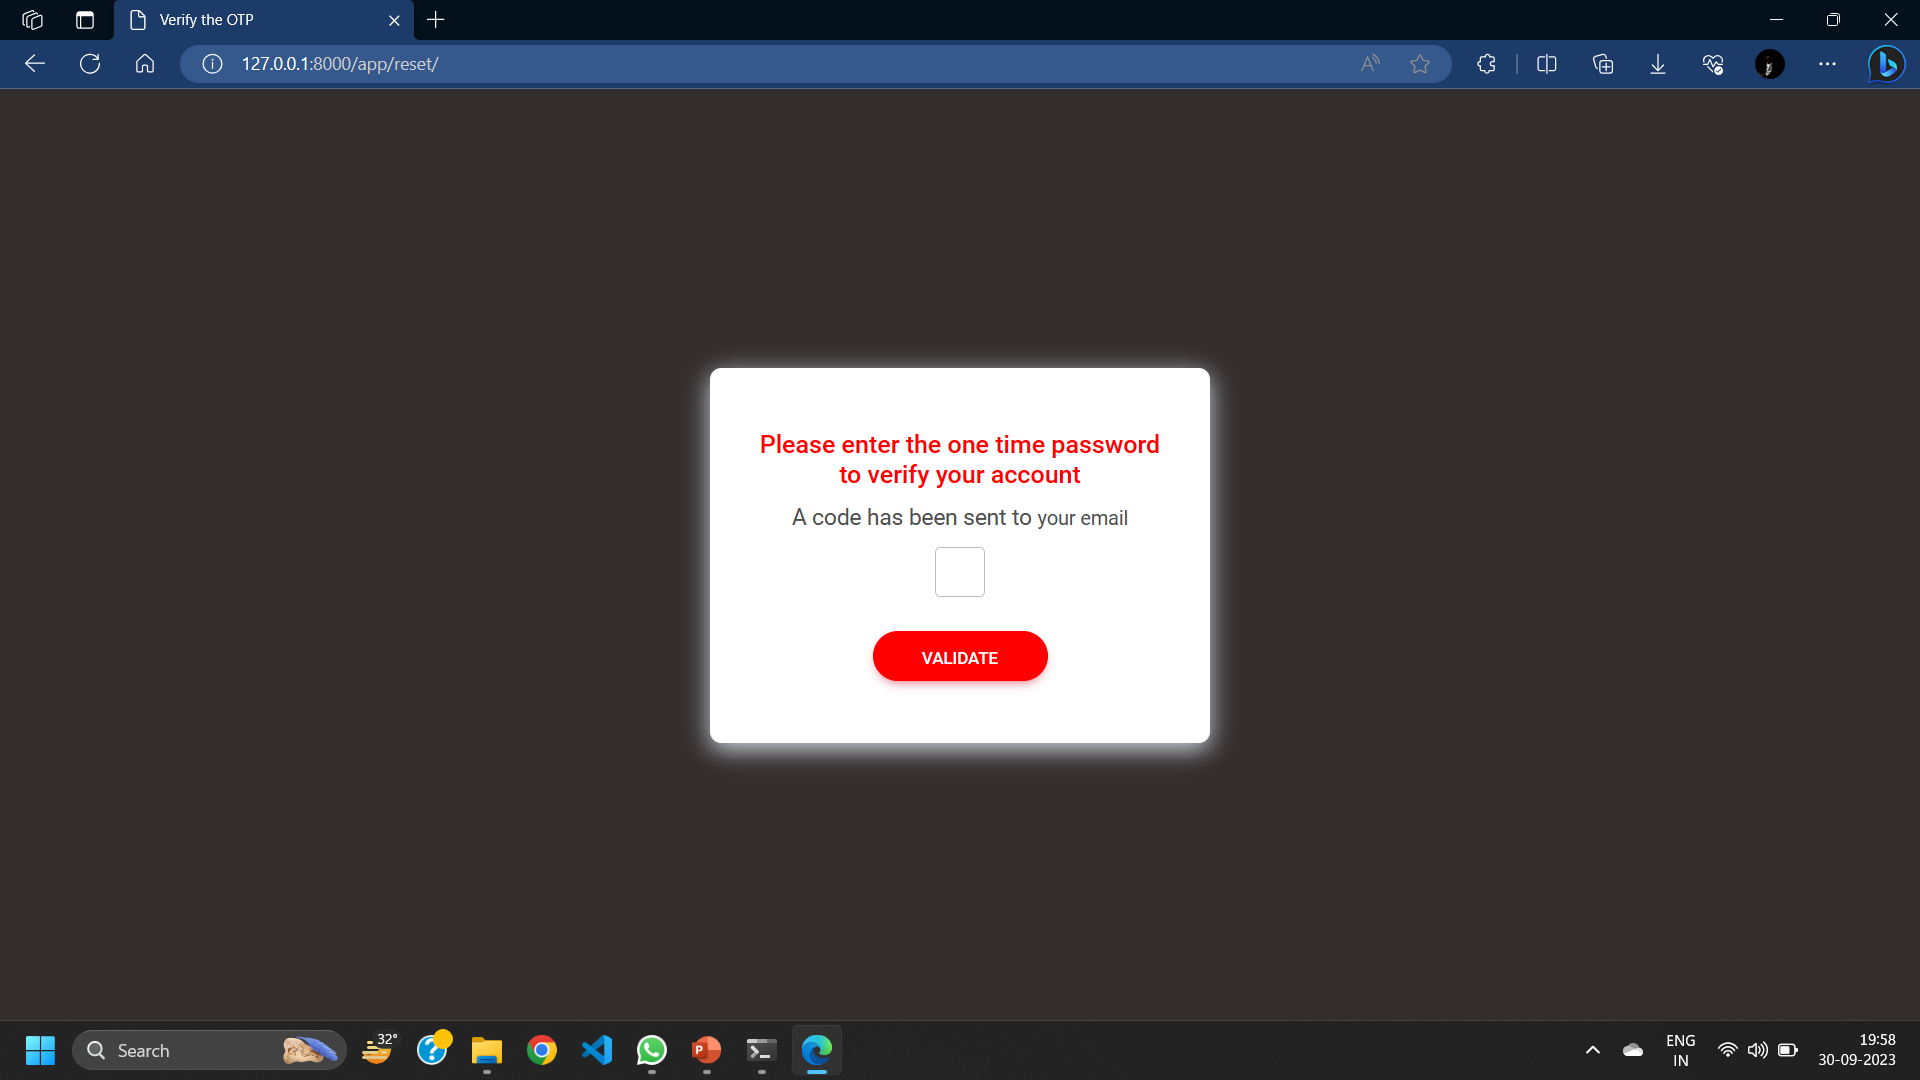 Verify the OTP
127.0.0.1:8000/app/reset/
Please enter the one time password
to verify your account
A code has been sent to your email
VALIDATE
Search
32°
ENG
IN
19:58
30-09-2023